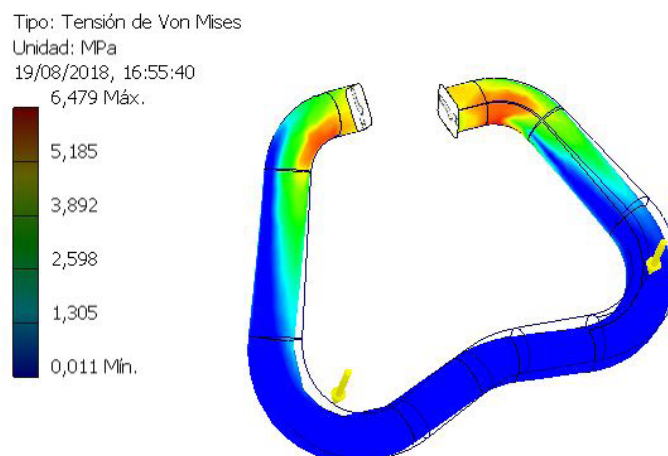 Tipo: Tensión de Von Mises
Unidad: MPa
19/08/2018, 16:55:40
6,479 Máx.
5,185
3,892
2,598
1,305
0,011 Mín.